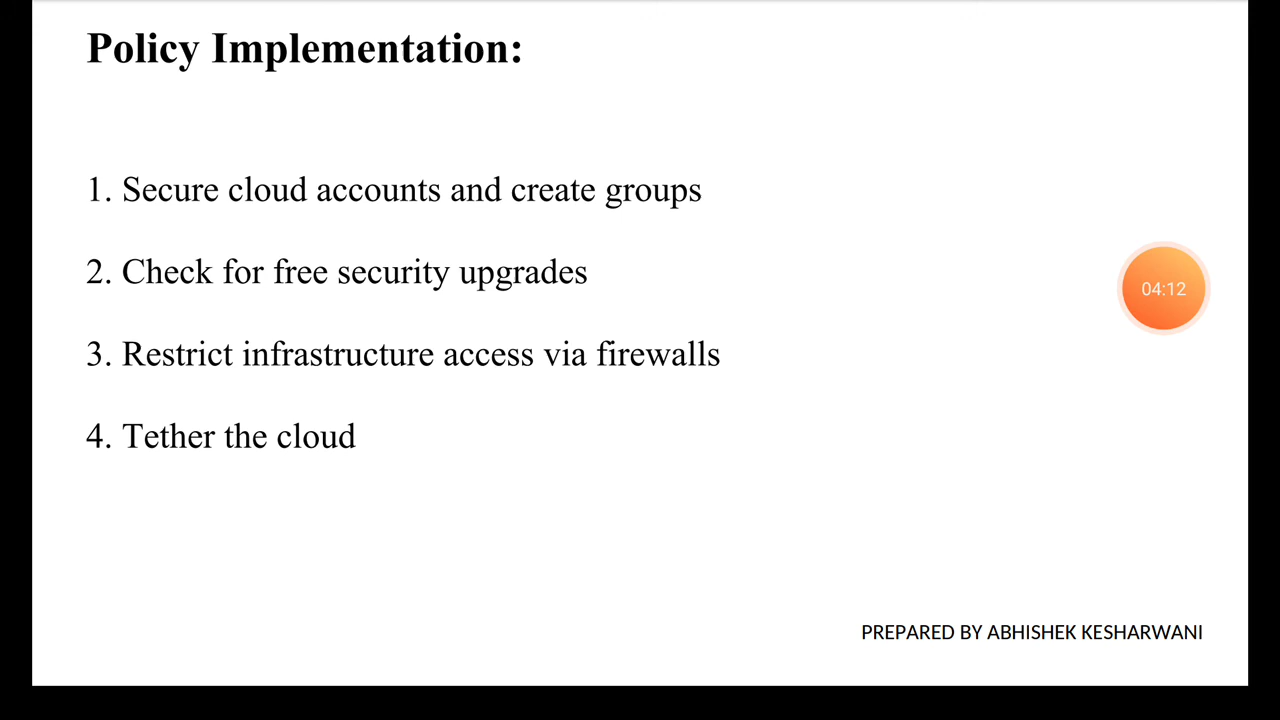 Policy Implementation:
1. Secure cloud accounts and create groups
2. Check for free security upgrades
04:12
3. Restrict infrastructure access via firewalls
4. Tether the cloud
PREPARED BY ABHISHEK KESHARWANI